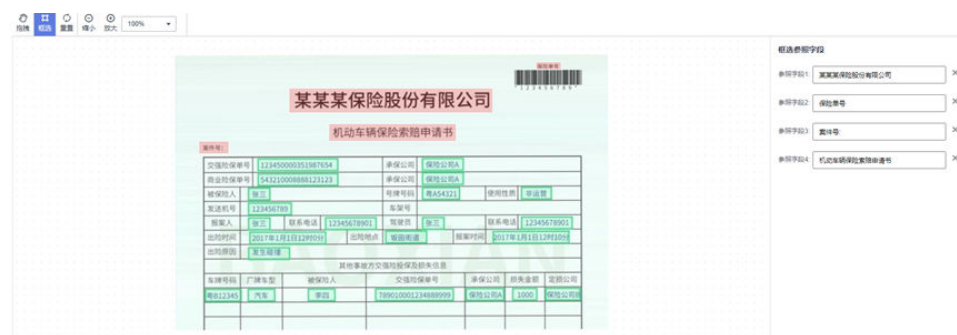 拖拽 框选 重置 缩小 放大 100%
框选参照字段
参照字段1: 某某某保险股份有限公司
参照字段2: 保险单号
参照字段3: 案件号:
参照字段4: 机动车辆保险索赔申请书
保险单号
*123456789*
某某某保险股份有限公司
机动车辆保险索赔申请书
案件号:
交强险保单号 123450000351987654 承保公司 保险公司A
商业险保单号 543210008888123123 承保公司 保险公司A
被保险人 张三 号牌号码 粤A54321 使用性质 非运营
发送机号 123456789 车架号
报案人 张三 联系电话 12345678901 驾驶员 张三 联系电话 12345678901
出险时间 2017年1月1日12时0分 出险地点 坂田街道 报案时间 2017年1月1日12时10分
出险原因 发生碰撞
其他事故方交强险投保及损失信息
车牌号码 厂牌车型 被保险人 交强险保单号 承保公司 损失金额 定损公司
粤B12345 汽车 李四 789010001234888999 保险公司A 1000 保险公司B